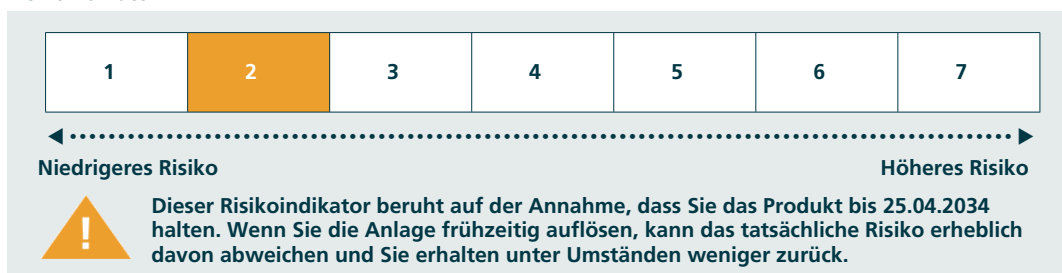 1 2 3 4 5 6 7
Niedrigeres Risiko Höheres Risiko
! Dieser Risikoindikator beruht auf der Annahme, dass Sie das Produkt bis 25.04.2034
halten. Wenn Sie die Anlage frühzeitig auflösen, kann das tatsächliche Risiko erheblich
davon abweichen und Sie erhalten unter Umständen weniger zurück.